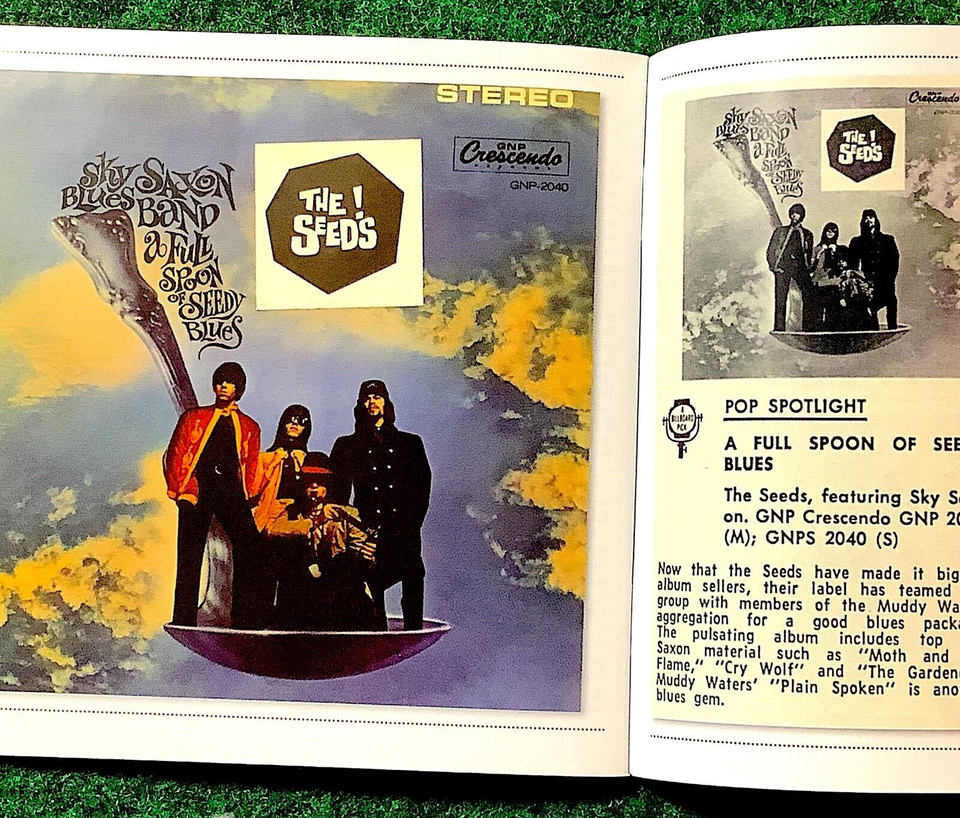 STEREO
GNP
Crescendo
RECORDS
GNP-2040
Sky SAXON
BLUES BAND
a FULL
SPOON
OF SEEDY
BLUES
THE !
SEEDS
Crescendo
Sky SAXON
Blues BAND
a FULL
SPOON
OF SEEDY
BLUES
THE !
SEEDS
A
BILLBOARD
PICK
POP SPOTLIGHT
A FULL SPOON OF SEE
BLUES
The Seeds, featuring Sky S
on. GNP Crescendo GNP 20
(M); GNPS 2040 (S)
Now that the Seeds have made it big
album sellers, their label has teamed
group with members of the Muddy Wa
aggregation for a good blues packa
The pulsating album includes top
Saxon material such as "Moth and
Flame," "Cry Wolf" and "The Gardene
Muddy Waters' "Plain Spoken" is ano
blues gem.